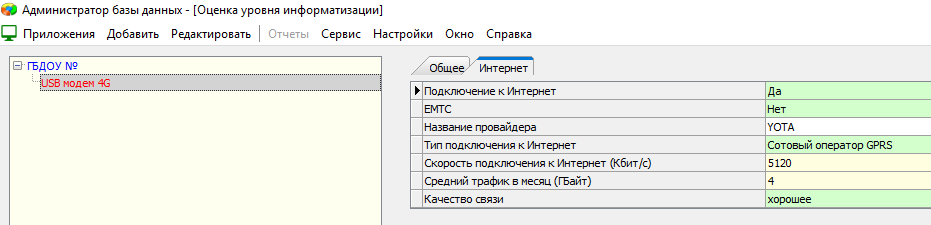 Администратор базы данных - [Оценка уровня информатизации]
Приложения Добавить Редактировать Отчеты Сервис Настройки Окно Справка
ГБДОУ №
USB модем 4G
Общее Интернет
Подключение к Интернет Да
ЕМТС Нет
Название провайдера YOTA
Тип подключения к Интернет Сотовый оператор GPRS
Скорость подключения к Интернет (Кбит/с) 5120
Средний трафик в месяц (ГБайт) 4
Качество связи хорошее